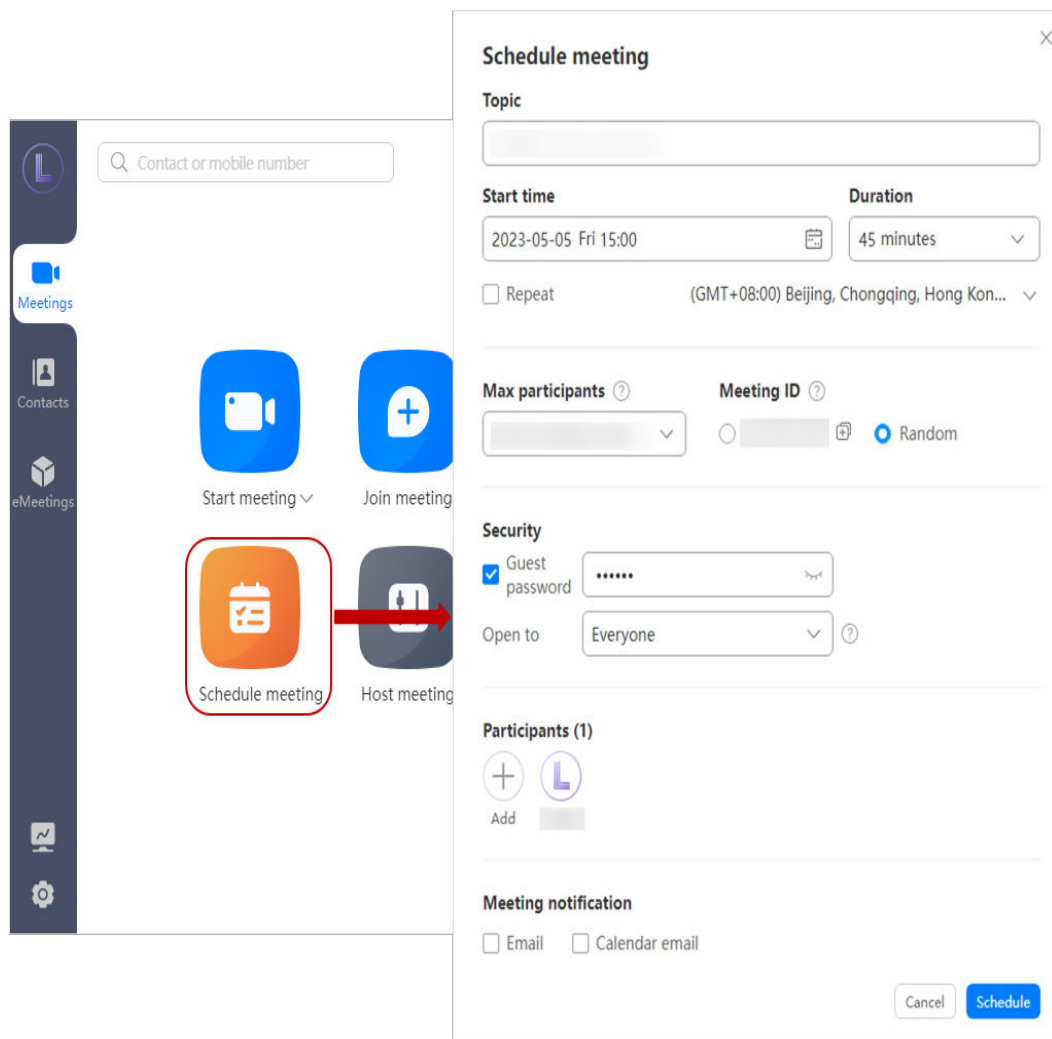 L
Contact or mobile number
Meetings
Contacts
eMeetings
Start meeting
Join meeting
Schedule meeting
Host meeting
Schedule meeting
Topic
Start time
Duration
2023-05-05 Fri 15:00
45 minutes
Repeat
(GMT+08:00) Beijing, Chongqing, Hong Kon...
Max participants ?
Meeting ID ?
Random
Security
Guest
password
••••••
Open to
Everyone
?
Participants (1)
L
Add
Meeting notification
Email
Calendar email
Cancel
Schedule